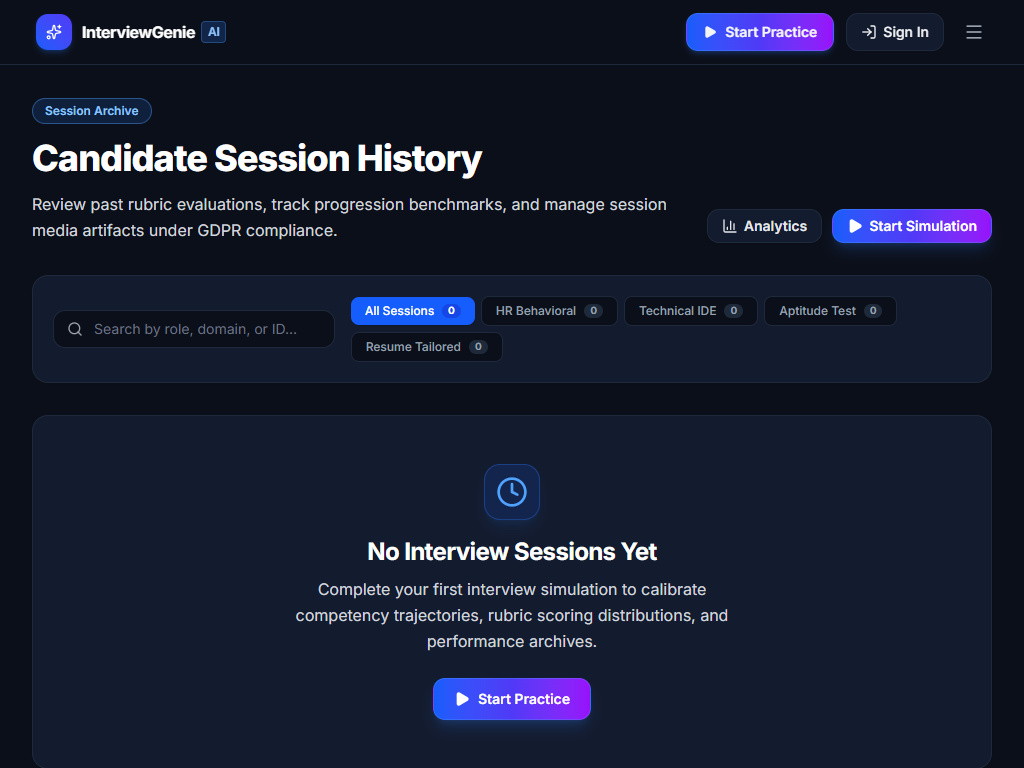 InterviewGenie AI
Start Practice
Sign In
Session Archive
Candidate Session History
Review past rubric evaluations, track progression benchmarks, and manage session
media artifacts under GDPR compliance.
Analytics
Start Simulation
Search by role, domain, or ID...
All Sessions 0
HR Behavioral 0
Technical IDE 0
Aptitude Test 0
Resume Tailored 0
No Interview Sessions Yet
Complete your first interview simulation to calibrate
competency trajectories, rubric scoring distributions, and
performance archives.
Start Practice